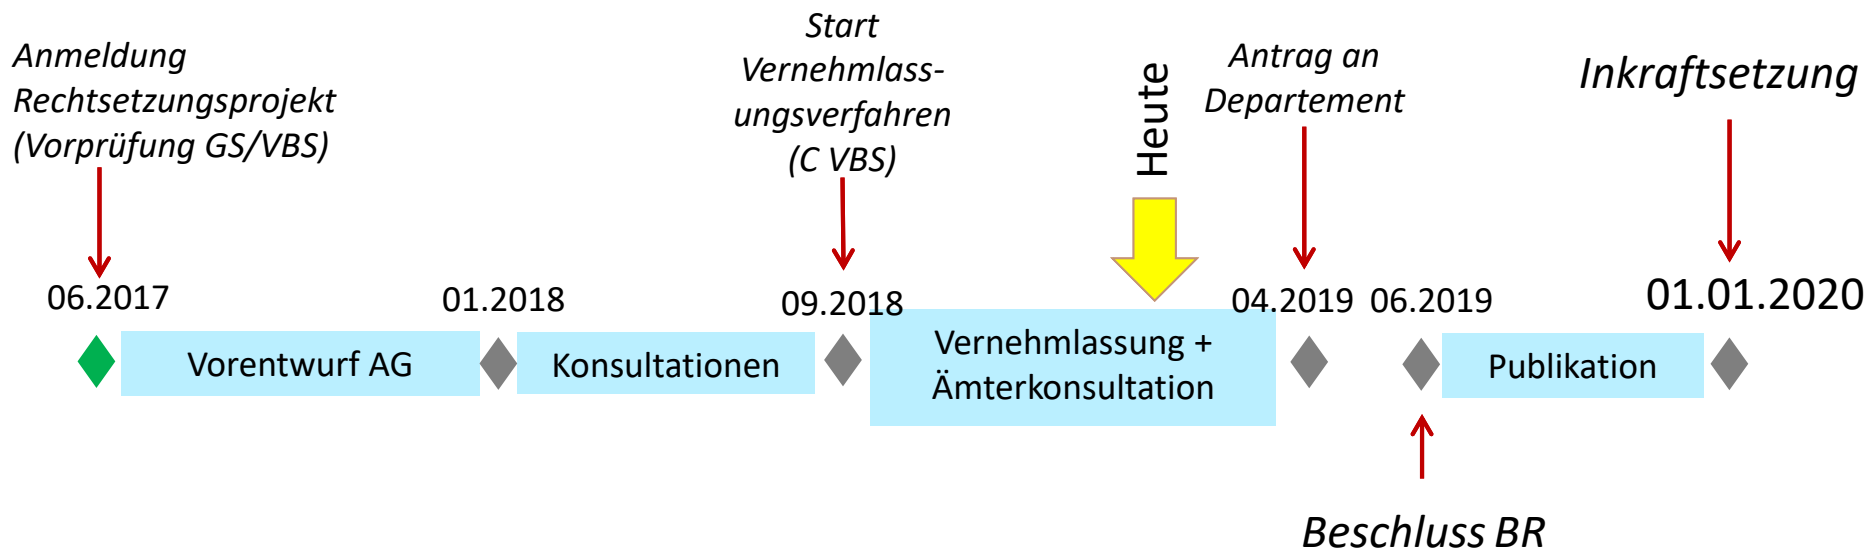 Anmeldung
Rechtsetzungsprojekt
(Vorprüfung GS/VBS)
Start
Vernehmlass-
ungsverfahren
(C VBS)
Heute
Antrag an
Departement
Inkraftsetzung
06.2017
01.2018
09.2018
04.2019
06.2019
01.01.2020
Vorentwurf AG
Konsultationen
Vernehmlassung +
Ämterkonsultation
Publikation
Beschluss BR